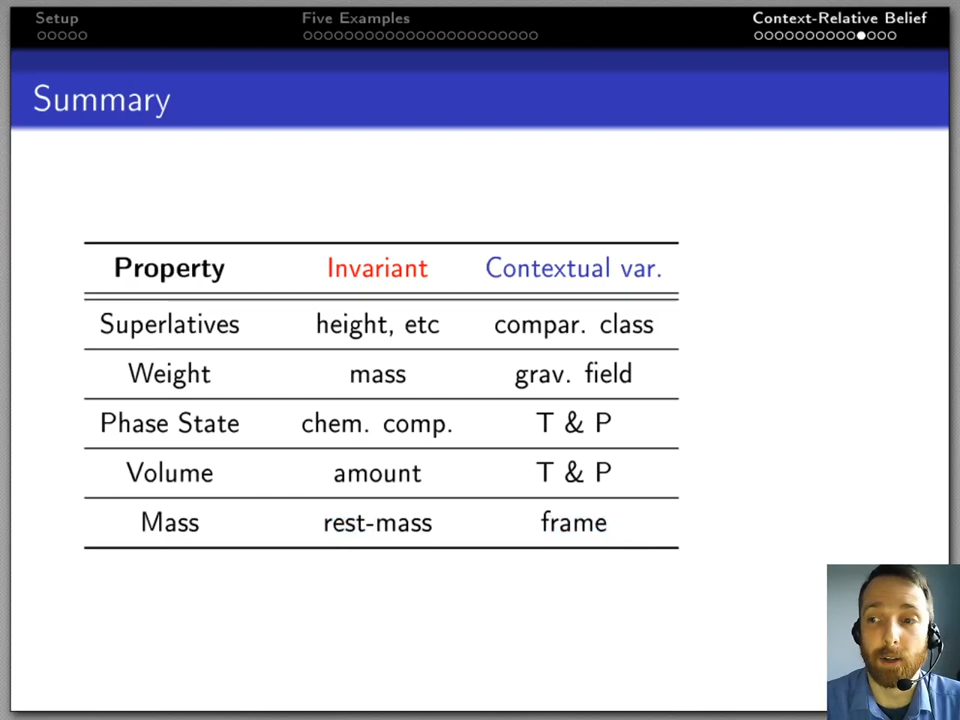 Setup Five Examples Context-Relative Belief
Summary
Property Invariant Contextual var.
Superlatives height, etc compar. class
Weight mass grav. field
Phase State chem. comp. T & P
Volume amount T & P
Mass rest-mass frame